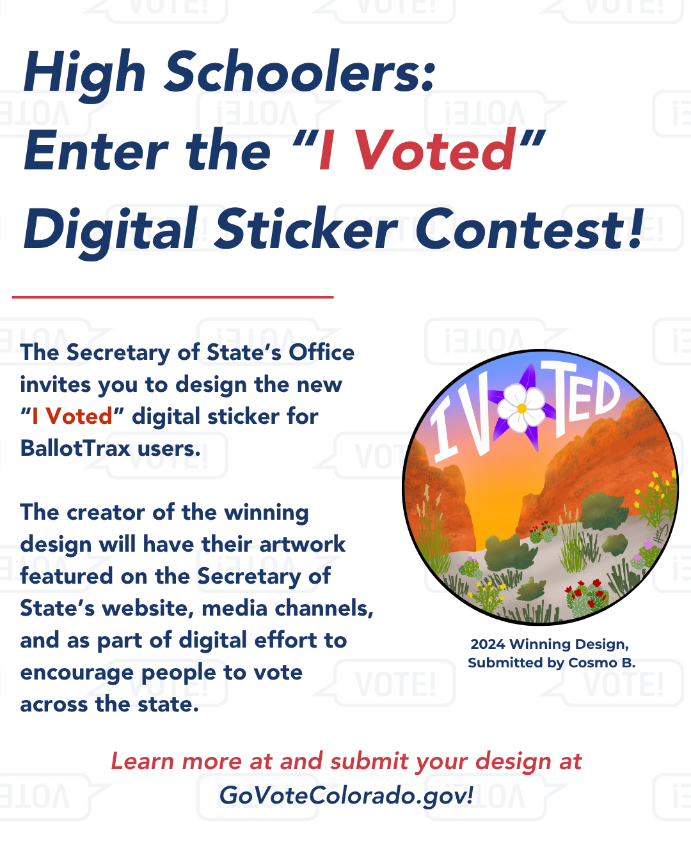 High Schoolers:
Enter the “I Voted”
Digital Sticker Contest!
The Secretary of State’s Office
invites you to design the new
“I Voted” digital sticker for
BallotTrax users.
The creator of the winning
design will have their artwork
featured on the Secretary of
State’s website, media channels,
and as part of digital effort to
encourage people to vote
across the state.
I V TED
2024 Winning Design,
Submitted by Cosmo B.
Learn more at and submit your design at
GoVoteColorado.gov!
VOTE!